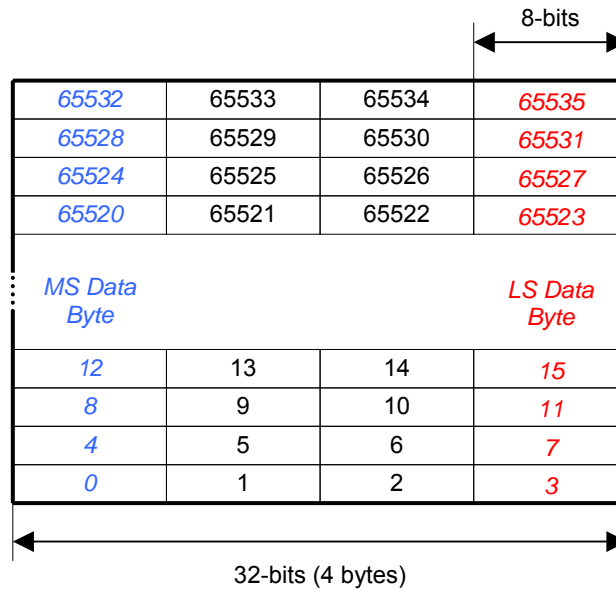 8-bits
65532 65533 65534 65535
65528 65529 65530 65531
65524 65525 65526 65527
65520 65521 65522 65523
MS Data LS Data
Byte Byte
12 13 14 15
8 9 10 11
4 5 6 7
0 1 2 3
32-bits (4 bytes)